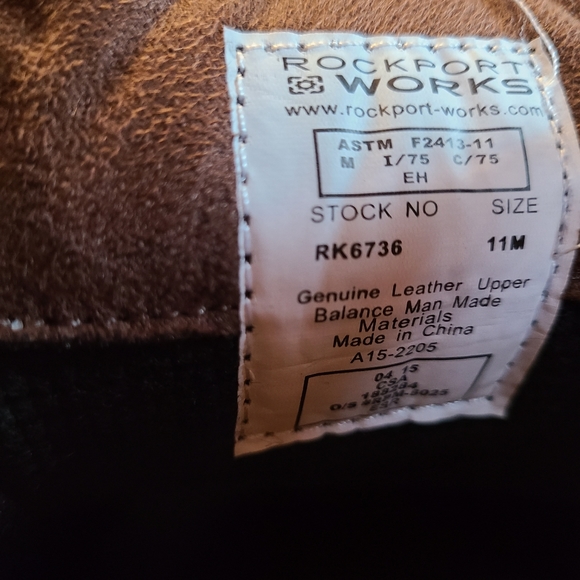 ROCKPORT
WORKS
www.rockport-works.com
ASTM F2413-11
M I/75 C/75
EH
STOCK NO SIZE
RK6736 11M
Genuine Leather Upper
Balance Man Made
Materials
Made in China
A15-2205
04 15
CSA
O/S